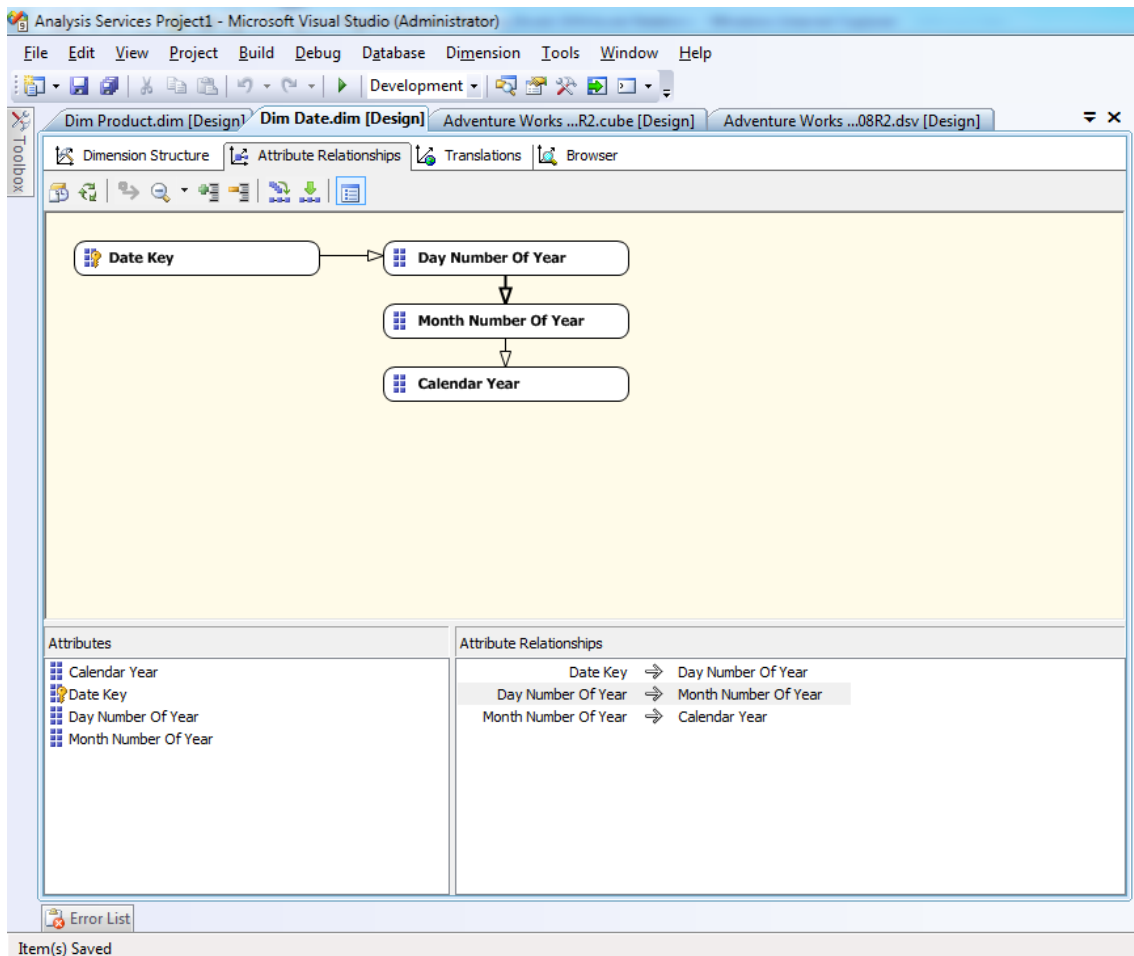 Analysis Services Project1 - Microsoft Visual Studio (Administrator)
File Edit View Project Build Debug Database Dimension Tools Window Help
Development
Toolbox
Dim Product.dim [Design] Dim Date.dim [Design] Adventure Works ...R2.cube [Design] Adventure Works ...08R2.dsv [Design]
Dimension Structure Attribute Relationships Translations Browser
Date Key Day Number Of Year
Month Number Of Year
Calendar Year
Attributes Attribute Relationships
Calendar Year Date Key Day Number Of Year
Date Key Day Number Of Year Month Number Of Year
Day Number Of Year Month Number Of Year Calendar Year
Month Number Of Year
Error List
Item(s) Saved